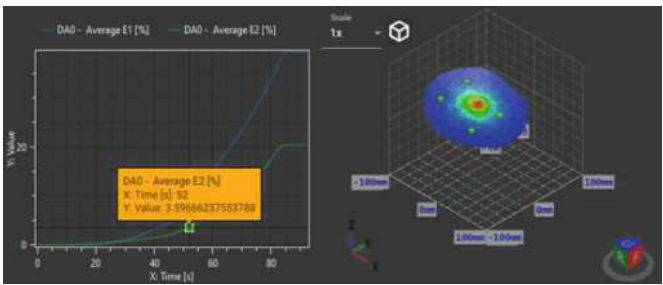 DA0 - Average E1 [%]
DA0 - Average E2 [%]
Y: Value
20
0
DA0 - Average E2 [%]
X: Time [s]: 52
Y: Value: 3.59666237553788
0
20
40
60
80
X: Time [s]
Scale
1x
-100mm
100mm
0mm
0mm
100mm
-100mm
Z
Y
X